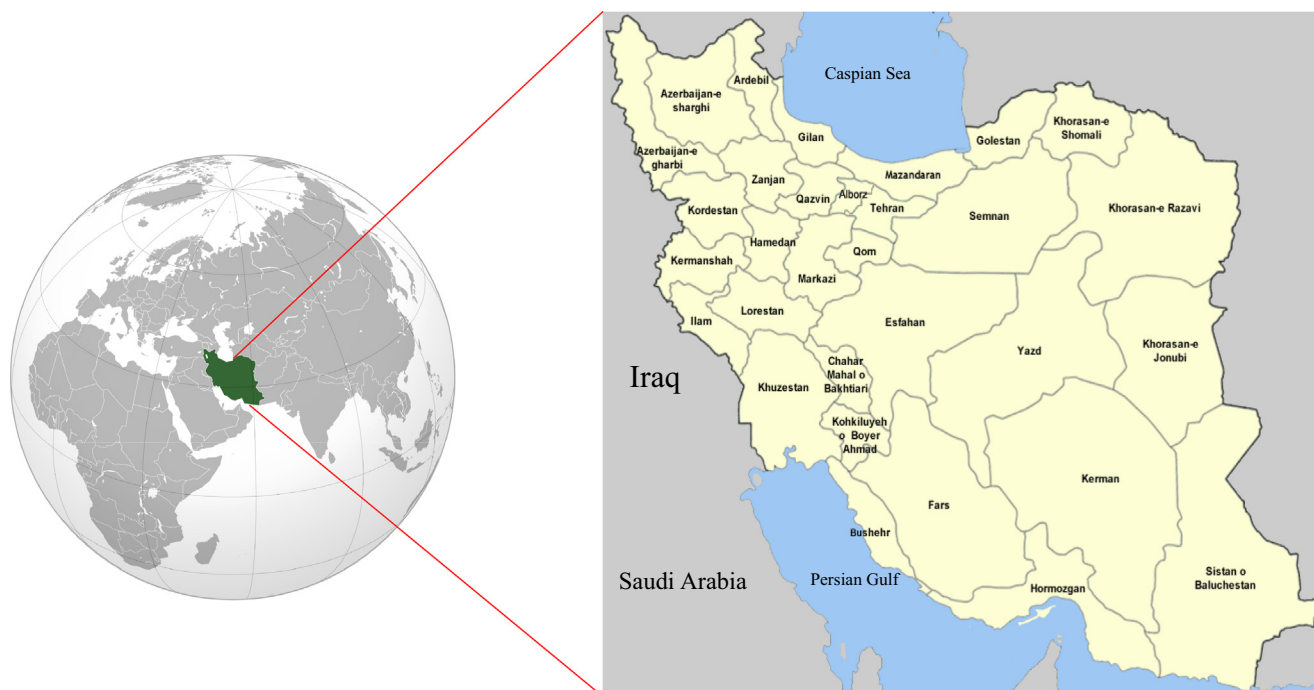 Caspian Sea
Ardebil
Azerbaijan-e
sharghi
Khorasan-e
Shomali
Gilan
Golestan
Azerbaijan-e
gharbi
Mazandaran
Zanjan
Qazvin
Alborz
Tehran
Khorasan-e Razavi
Kordestan
Semnan
Hamedan
Qom
Kermanshah
Markazi
Lorestan
Ilam
Esfahan
Yazd
Khorasan-e
Jonubi
Chahar
Mahal o
Bakhtiari
Iraq
Khuzestan
Kohkiluyeh
o Boyer
Ahmad
Kerman
Fars
Bushehr
Saudi Arabia
Persian Gulf
Hormozgan
Sistan o
Baluchestan